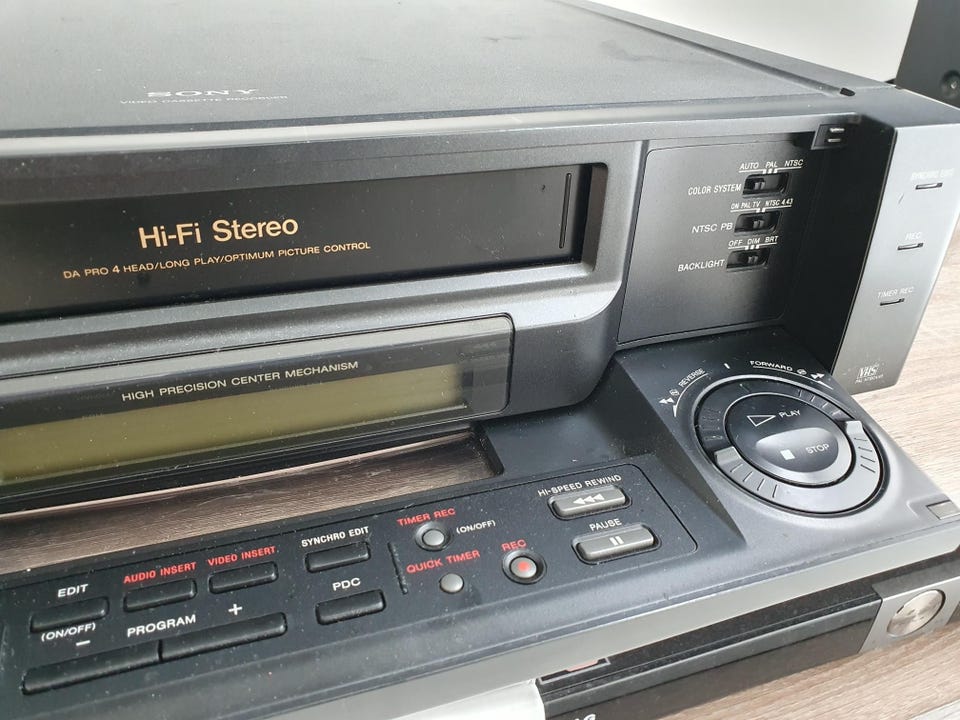 SONY
VIDEO CASSETTE RECORDER
Hi-Fi Stereo
DA PRO 4 HEAD/LONG PLAY/OPTIMUM PICTURE CONTROL
AUTO PAL NTSC
COLOR SYSTEM
ON PAL TV NTSC 4.43
NTSC PB
OFF DIM BRT
BACKLIGHT
SYNCHRO EDIT
REC
TIMER REC
VHS
HIGH PRECISION CENTER MECHANISM
REVERSE
FORWARD
PLAY
STOP
HI-SPEED REWIND
PAUSE
TIMER REC
(ON/OFF)
QUICK TIMER
REC
SYNCHRO EDIT
VIDEO INSERT
AUDIO INSERT
EDIT
(ON/OFF)
PDC
− PROGRAM +